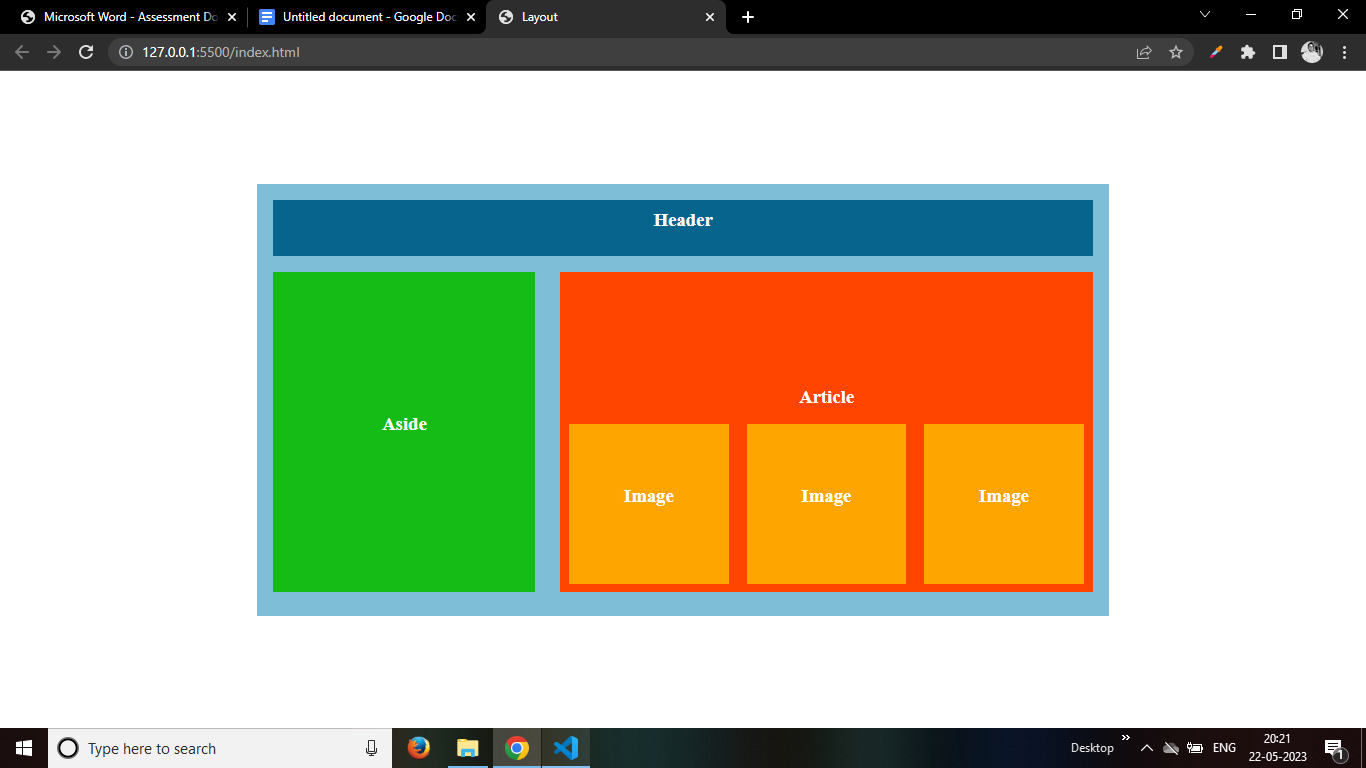 Microsoft Word - Assessment Do
Untitled document - Google Doc
Layout
127.0.0.1:5500/index.html
Header
Aside
Article
Image
Image
Image
Type here to search
Desktop
ENG
20:21
22-05-2023
1